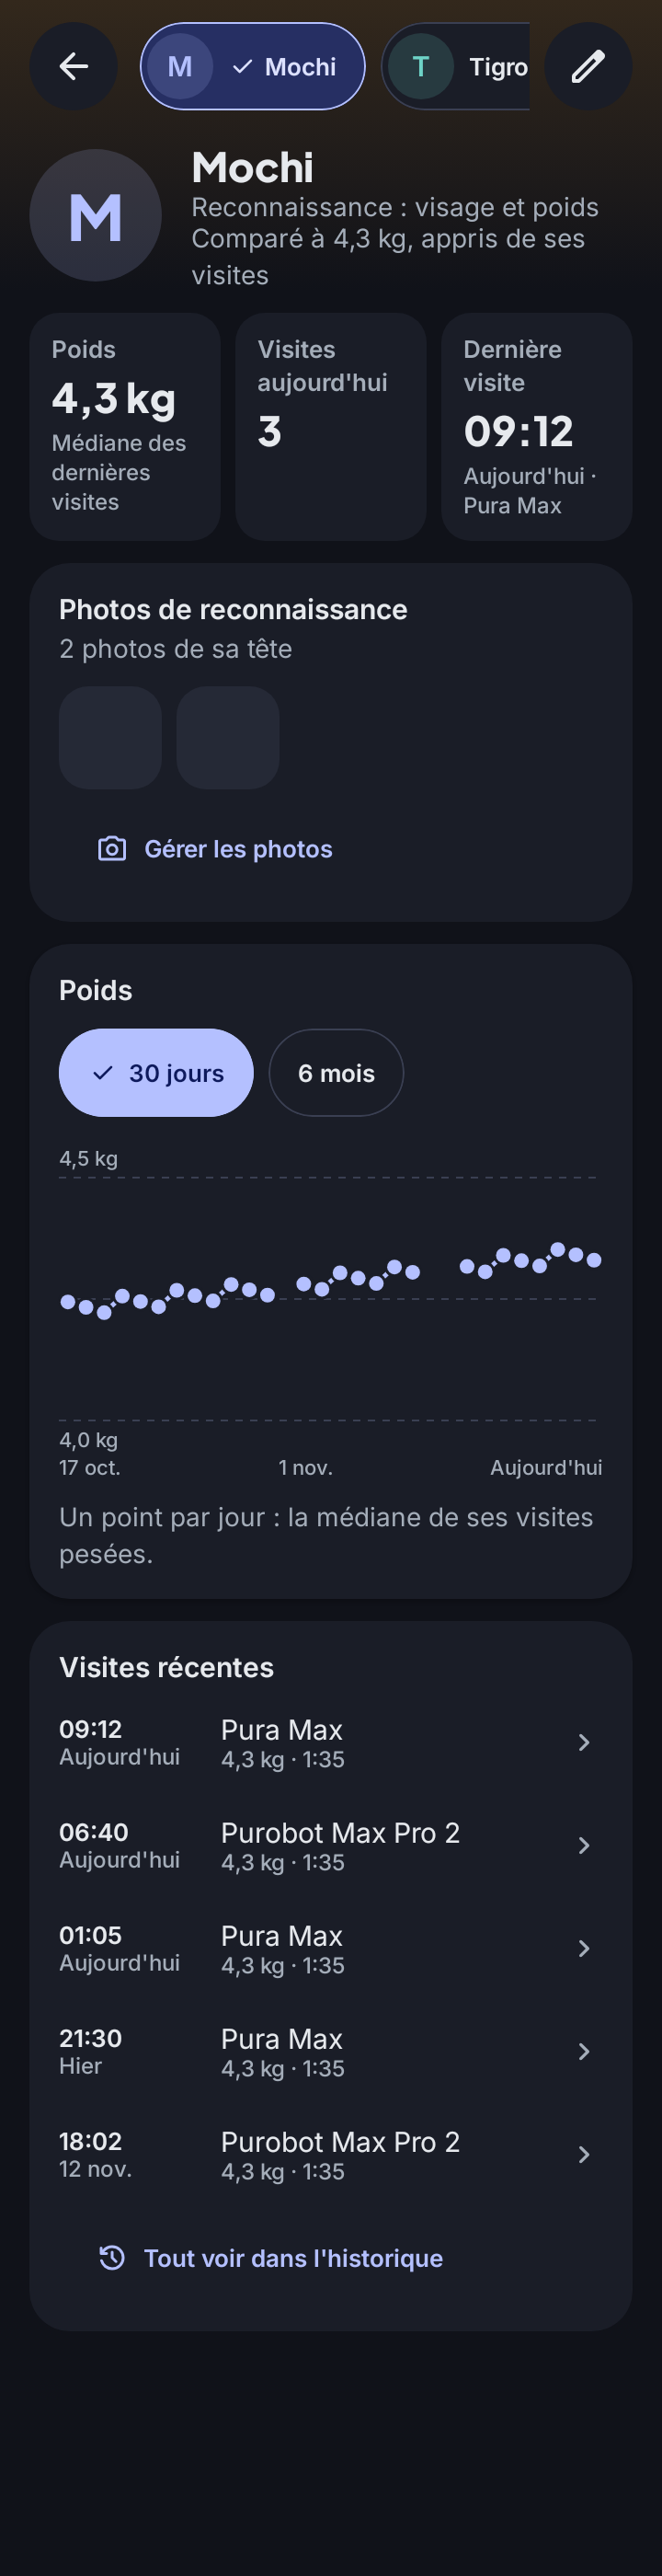 M
Mochi
T
Tigro
M
Mochi
Reconnaissance : visage et poids
Comparé à 4,3 kg, appris de ses
visites
Poids
4,3 kg
Médiane des
dernières
visites
Visites
aujourd'hui
3
Dernière
visite
09:12
Aujourd'hui ·
Pura Max
Photos de reconnaissance
2 photos de sa tête
Gérer les photos
Poids
30 jours
6 mois
4,5 kg
4,0 kg
17 oct.
1 nov.
Aujourd'hui
Un point par jour : la médiane de ses visites
pesées.
Visites récentes
09:12
Aujourd'hui
Pura Max
4,3 kg · 1:35
06:40
Aujourd'hui
Purobot Max Pro 2
4,3 kg · 1:35
01:05
Aujourd'hui
Pura Max
4,3 kg · 1:35
21:30
Hier
Pura Max
4,3 kg · 1:35
18:02
12 nov.
Purobot Max Pro 2
4,3 kg · 1:35
Tout voir dans l'historique